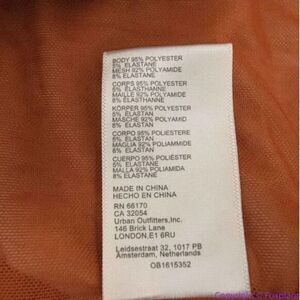 BODY 95% POLYESTER
5% ELASTANE
MESH 92% POLYAMIDE
8% ELASTANE
CORPS 95% POLYESTER
5% ELASTHANNE
MAILLE 92% POLYAMIDE
8% ELASTHANNE
KÖRPER 95% POLYESTER
5% ELASTAN
MASCHE 92% POLYAMID
8% ELASTAN
CORPO 95% POLIESTERE
5% ELASTAN
MAGLIA 92% POLIAMMIDE
8% ELASTAN
CUERPO 95% POLIÉSTER
5% ELASTANO
MALLA 92% POLIAMIDA
8% ELASTANO
MADE IN CHINA
HECHO EN CHINA
RN 66170
CA 32054
Urban Outfitters,Inc.
146 Brick Lane
LONDON,E1 6RU
Leidsestraat 32, 1017 PB
Amsterdam, Netherlands
OB1615352